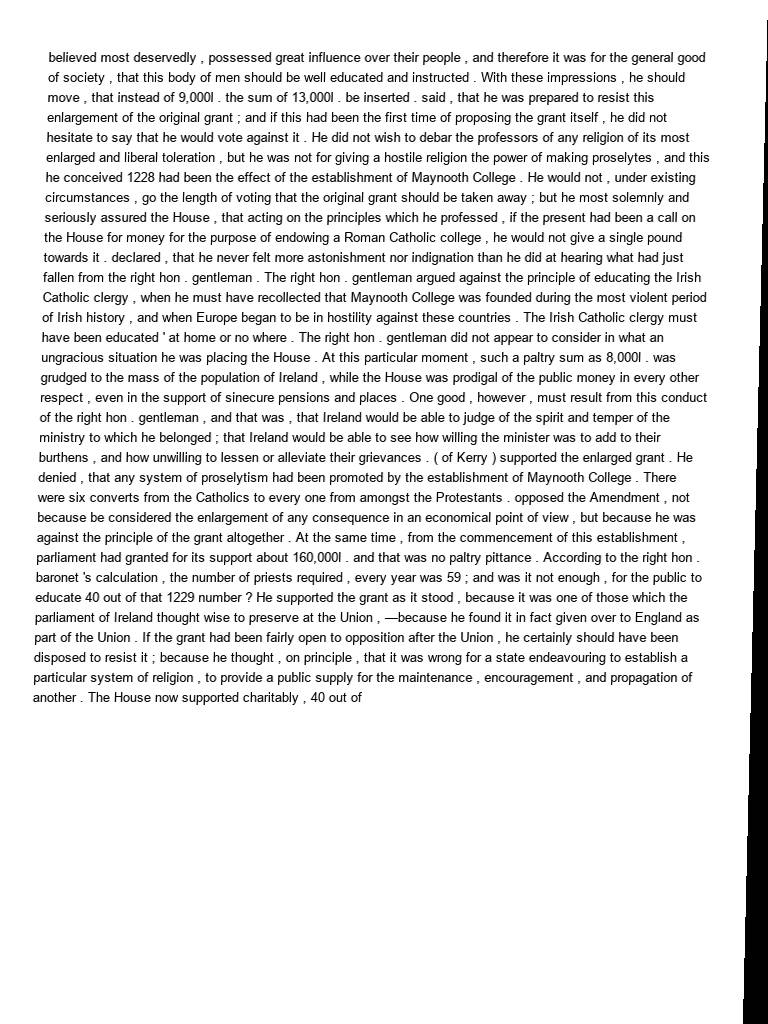 believed most deservedly , possessed great influence over their people , and therefore it was for the general good
of society , that this body of men should be well educated and instructed . With these impressions , he should
move , that instead of 9,000l . the sum of 13,000l . be inserted . said , that he was prepared to resist this
enlargement of the original grant ; and if this had been the first time of proposing the grant itself , he did not
hesitate to say that he would vote against it . He did not wish to debar the professors of any religion of its most
enlarged and liberal toleration , but he was not for giving a hostile religion the power of making proselytes , and this
he conceived 1228 had been the effect of the establishment of Maynooth College . He would not , under existing
circumstances , go the length of voting that the original grant should be taken away ; but he most solemnly and
seriously assured the House , that acting on the principles which he professed , if the present had been a call on
the House for money for the purpose of endowing a Roman Catholic college , he would not give a single pound
towards it . declared , that he never felt more astonishment nor indignation than he did at hearing what had just
fallen from the right hon . gentleman . The right hon . gentleman argued against the principle of educating the Irish
Catholic clergy , when he must have recollected that Maynooth College was founded during the most violent period
of Irish history , and when Europe began to be in hostility against these countries . The Irish Catholic clergy must
have been educated ' at home or no where . The right hon . gentleman did not appear to consider in what an
ungracious situation he was placing the House . At this particular moment , such a paltry sum as 8,000l . was
grudged to the mass of the population of Ireland , while the House was prodigal of the public money in every other
respect , even in the support of sinecure pensions and places . One good , however , must result from this conduct
of the right hon . gentleman , and that was , that Ireland would be able to judge of the spirit and temper of the
ministry to which he belonged ; that Ireland would be able to see how willing the minister was to add to their
burthens , and how unwilling to lessen or alleviate their grievances . ( of Kerry ) supported the enlarged grant . He
denied , that any system of proselytism had been promoted by the establishment of Maynooth College . There
were six converts from the Catholics to every one from amongst the Protestants . opposed the Amendment , not
because be considered the enlargement of any consequence in an economical point of view , but because he was
against the principle of the grant altogether . At the same time , from the commencement of this establishment ,
parliament had granted for its support about 160,000l . and that was no paltry pittance . According to the right hon .
baronet 's calculation , the number of priests required , every year was 59 ; and was it not enough , for the public to
educate 40 out of that 1229 number ? He supported the grant as it stood , because it was one of those which the
parliament of Ireland thought wise to preserve at the Union , —because he found it in fact given over to England as
part of the Union . If the grant had been fairly open to opposition after the Union , he certainly should have been
disposed to resist it ; because he thought , on principle , that it was wrong for a state endeavouring to establish a
particular system of religion , to provide a public supply for the maintenance , encouragement , and propagation of
another . The House now supported charitably , 40 out of